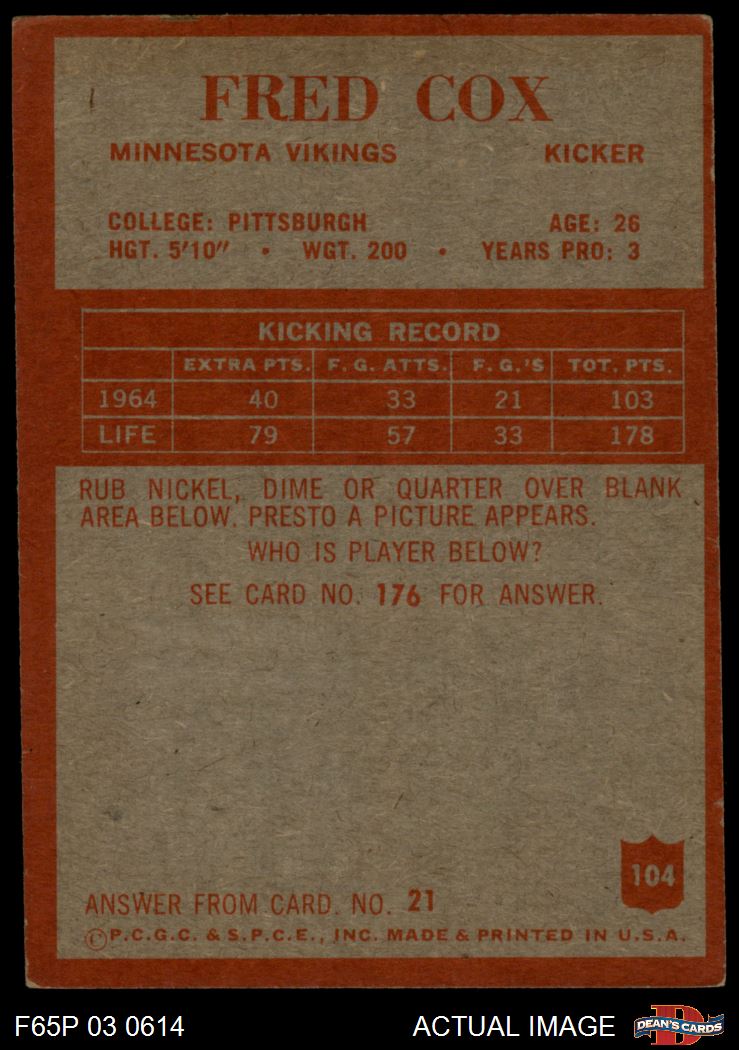 FRED COX
MINNESOTA VIKINGS KICKER
COLLEGE: PITTSBURGH AGE: 26
HGT. 5'10" • WGT. 200 • YEARS PRO: 3
KICKING RECORD
EXTRA PTS. F.G. ATTS. F.G.'S TOT. PTS.
1964 40 33 21 103
LIFE 79 57 33 178
RUB NICKEL, DIME OR QUARTER OVER BLANK
AREA BELOW. PRESTO A PICTURE APPEARS.
WHO IS PLAYER BELOW?
SEE CARD NO. 176 FOR ANSWER.
104
ANSWER FROM CARD. NO. 21
©P.C.G.C. & S.P.C.E., INC. MADE & PRINTED IN U.S.A.
F65P 03 0614 ACTUAL IMAGE DEAN'S CARDS